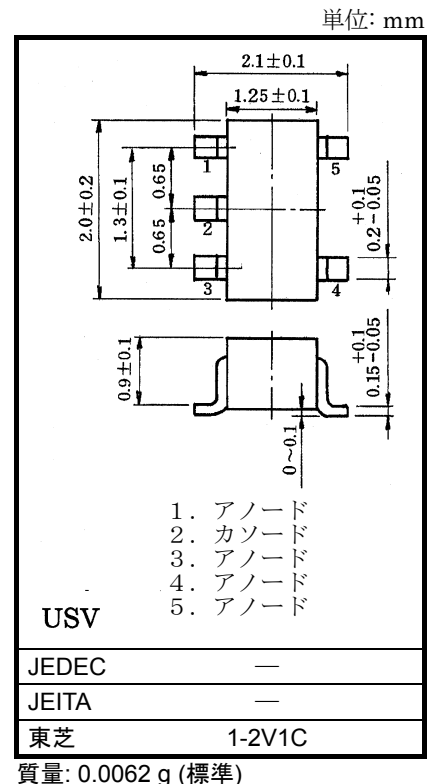 単位: mm
2.1±0.1
1.25±0.1
1
5
2.0±0.2
1.3±0.1
0.65
0.65
2
+0.1
0.2-0.05
3
4
0.9±0.1
+0.1
0.15-0.05
0~0.1
1. アノード
2. カソード
3. アノード
4. アノード
5. アノード
USV
JEDEC ―
JEITA ―
東芝 1-2V1C
質量: 0.0062 g (標準)